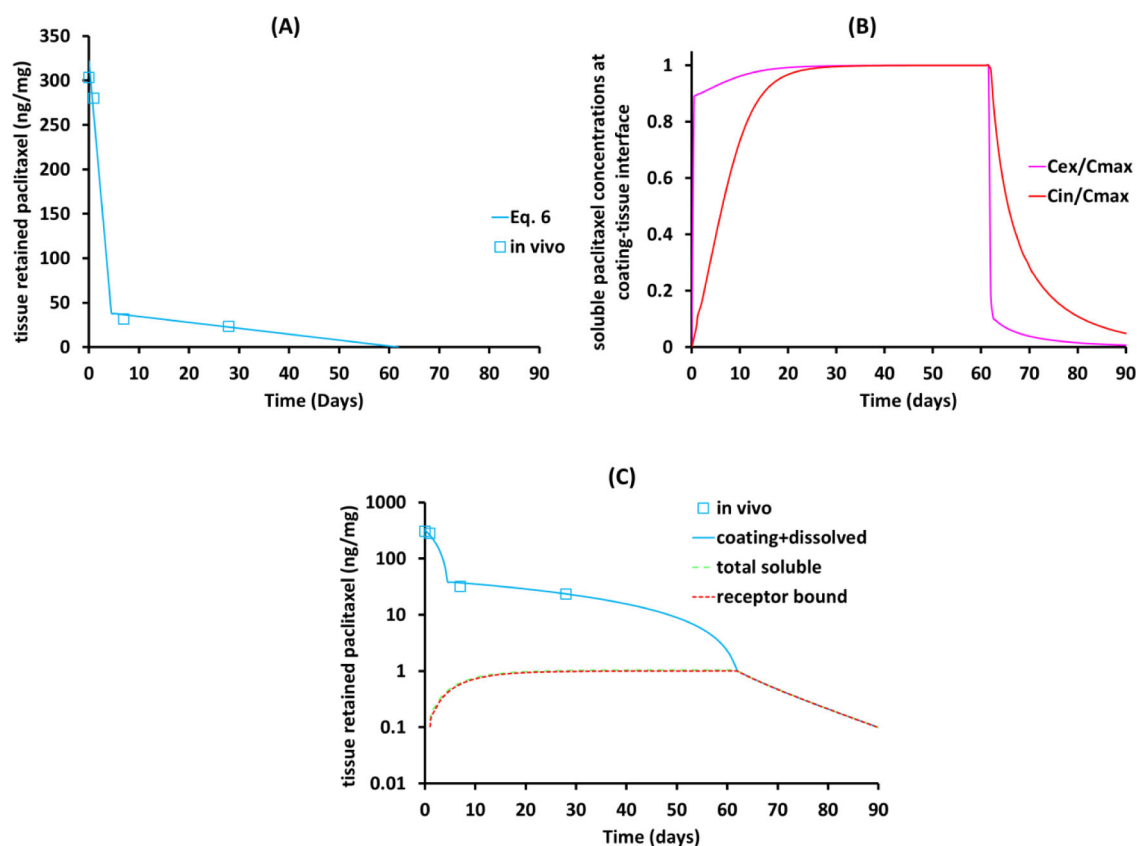 (A)
tissue retained paclitaxel (ng/mg)
350
300
250
200
150
100
50
0
0 10 20 30 40 50 60 70 80 90
Time (Days)
Eq. 6
in vivo
(B)
soluble paclitaxel concentrations at
coating-tissue interface
1
0.8
0.6
0.4
0.2
0
0 10 20 30 40 50 60 70 80 90
Time (days)
Cex/Cmax
Cin/Cmax
(C)
tissue retained paclitaxel (ng/mg)
1000
100
10
1
0.1
0.01
0 10 20 30 40 50 60 70 80 90
Time (days)
in vivo
coating+dissolved
total soluble
receptor bound